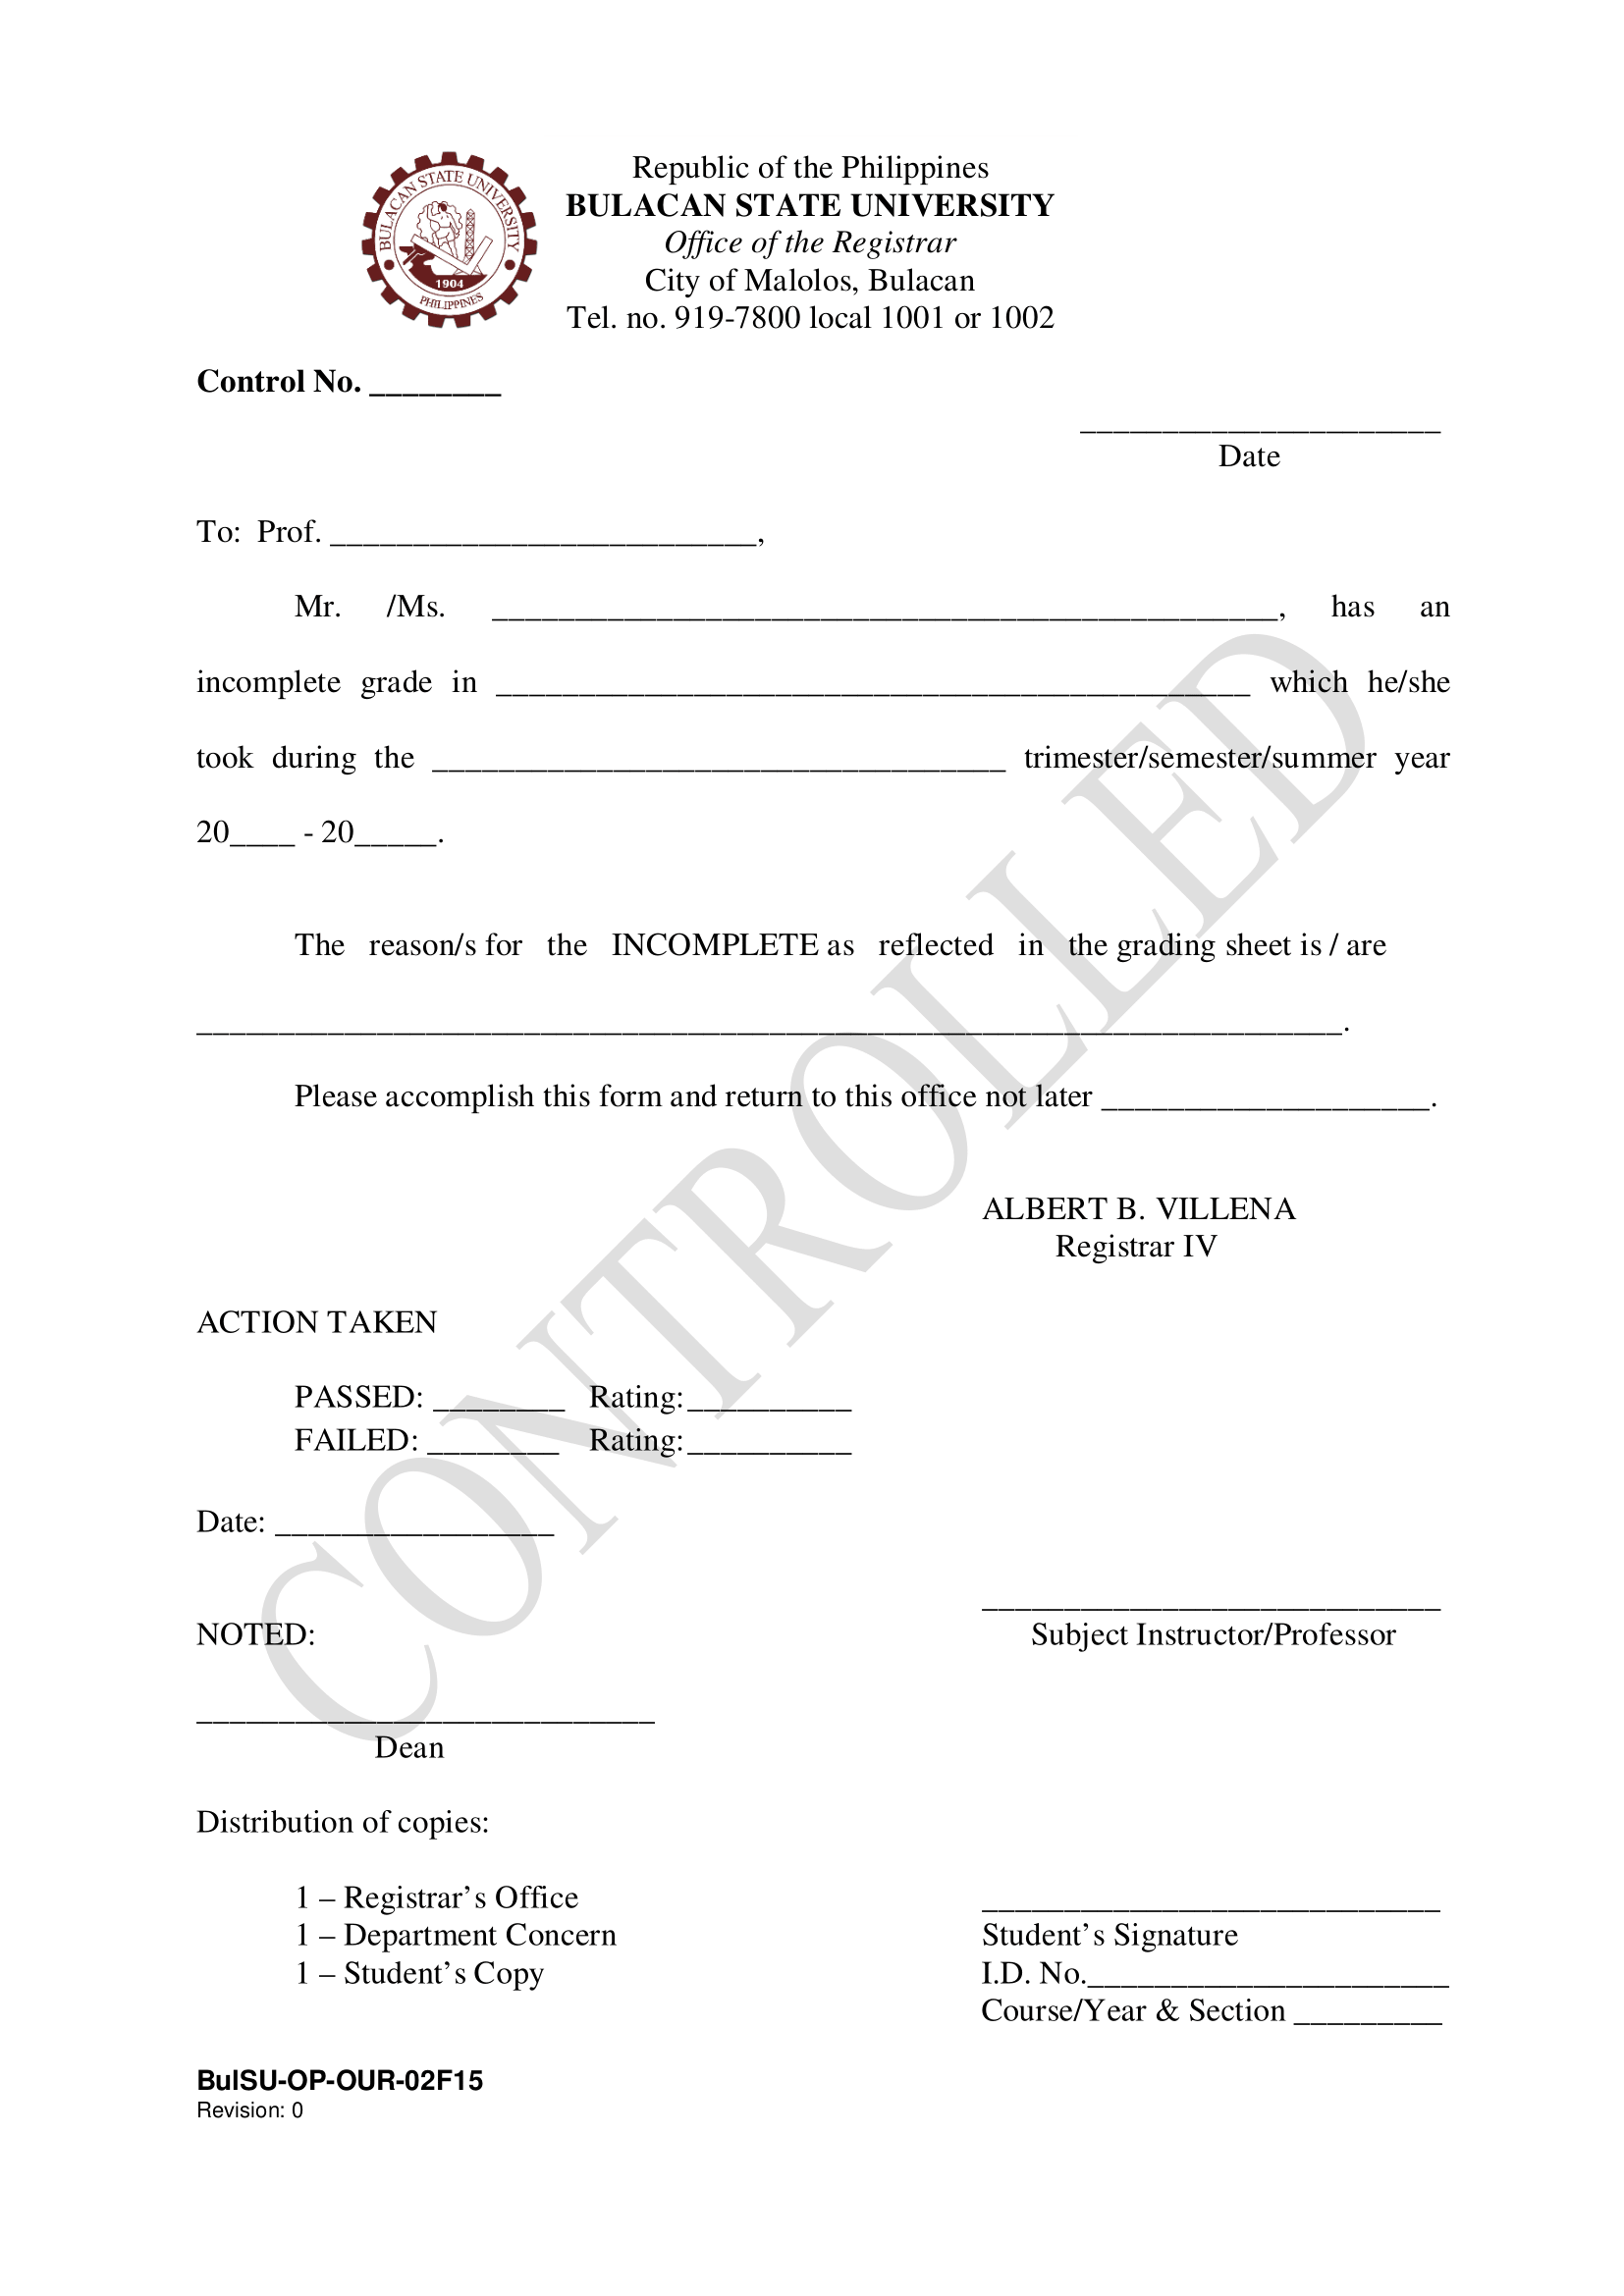 Republic of the Philippines
BULACAN STATE UNIVERSITY
Office of the Registrar
City of Malolos, Bulacan
Tel. no. 919-7800 local 1001 or 1002
BULACAN STATE UNIVERSITY
1904
PHILIPPINES
Control No. ________
______________________
Date
To: Prof. __________________________,
Mr. /Ms. ________________________________________________, has an
incomplete grade in ______________________________________________ which he/she
took during the ___________________________________ trimester/semester/summer year
20____ - 20_____.
The reason/s for the INCOMPLETE as reflected in the grading sheet is / are
______________________________________________________________________.
Please accomplish this form and return to this office not later ____________________.
ALBERT B. VILLENA
Registrar IV
ACTION TAKEN
PASSED: ________ Rating:__________
FAILED: ________ Rating:__________
Date: _________________
____________________________
NOTED: Subject Instructor/Professor
____________________________
Dean
Distribution of copies:
1 – Registrar’s Office ____________________________
1 – Department Concern Student’s Signature
1 – Student’s Copy I.D. No.______________________
Course/Year & Section _________
BulSU-OP-OUR-02F15
Revision: 0
CONTROLLED